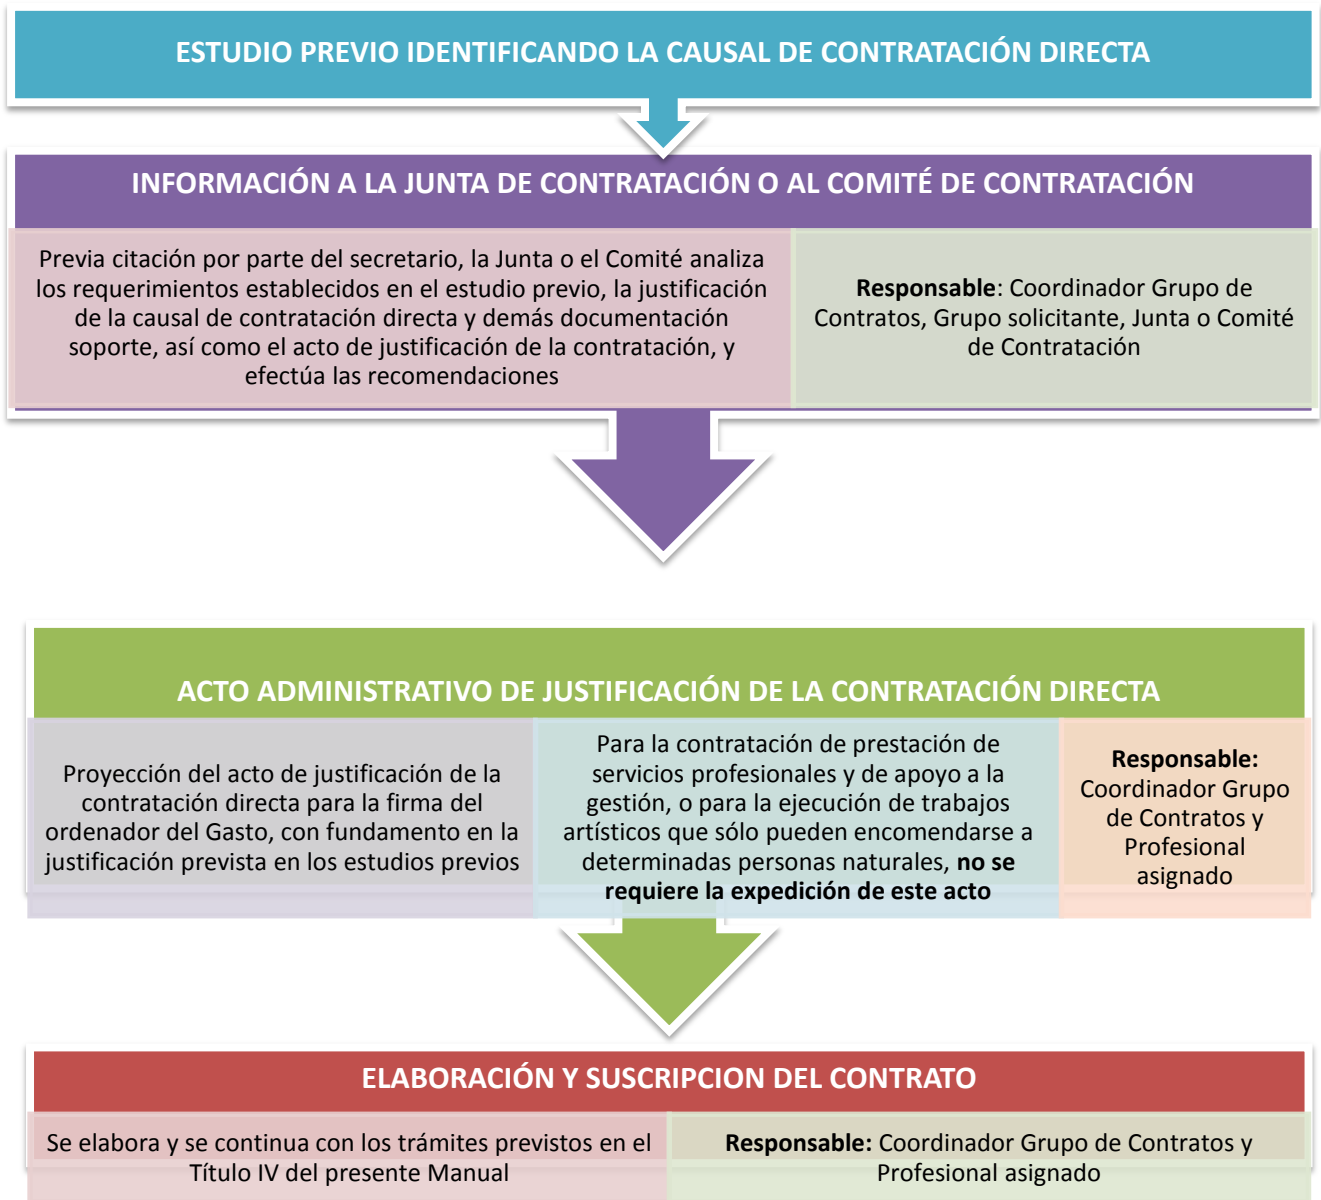 ESTUDIO PREVIO IDENTIFICANDO LA CAUSAL DE CONTRATACIÓN DIRECTA
INFORMACIÓN A LA JUNTA DE CONTRATACIÓN O AL COMITÉ DE CONTRATACIÓN
Previa citación por parte del secretario, la Junta o el Comité analiza
los requerimientos establecidos en el estudio previo, la justificación
de la causal de contratación directa y demás documentación
soporte, así como el acto de justificación de la contratación, y
efectúa las recomendaciones
Responsable: Coordinador Grupo de
Contratos, Grupo solicitante, Junta o Comité
de Contratación
ACTO ADMINISTRATIVO DE JUSTIFICACIÓN DE LA CONTRATACIÓN DIRECTA
Proyección del acto de justificación de la
contratación directa para la firma del
ordenador del Gasto, con fundamento en la
justificación prevista en los estudios previos
Para la contratación de prestación de
servicios profesionales y de apoyo a la
gestión, o para la ejecución de trabajos
artísticos que sólo pueden encomendarse a
determinadas personas naturales, no se
requiere la expedición de este acto
Responsable:
Coordinador Grupo
de Contratos y
Profesional
asignado
ELABORACIÓN Y SUSCRIPCION DEL CONTRATO
Se elabora y se continua con los trámites previstos en el
Título IV del presente Manual
Responsable: Coordinador Grupo de Contratos y
Profesional asignado